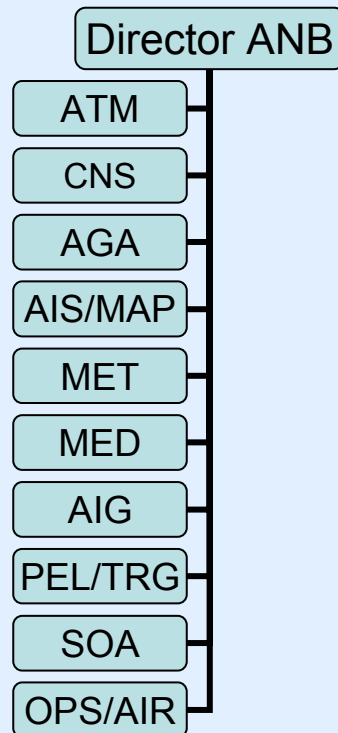 Director ANB
ATM
CNS
AGA
AIS/MAP
MET
MED
AIG
PEL/TRG
SOA
OPS/AIR